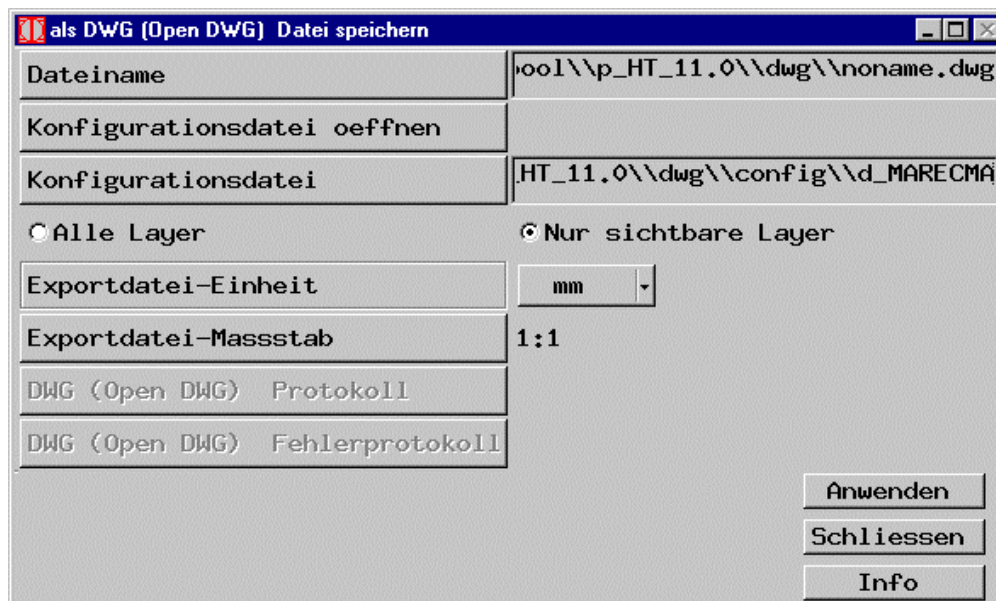 als DWG (Open DWG) Datei speichern
Dateiname ool\\p_HT_11.0\\dwg\\noname.dwg
Konfigurationsdatei oeffnen
Konfigurationsdatei _HT_11.0\\dwg\\config\\d_MARECMA
Alle Layer Nur sichtbare Layer
Exportdatei-Einheit mm
Exportdatei-Massstab 1:1
DWG (Open DWG) Protokoll
DWG (Open DWG) Fehlerprotokoll
Anwenden
Schliessen
Info